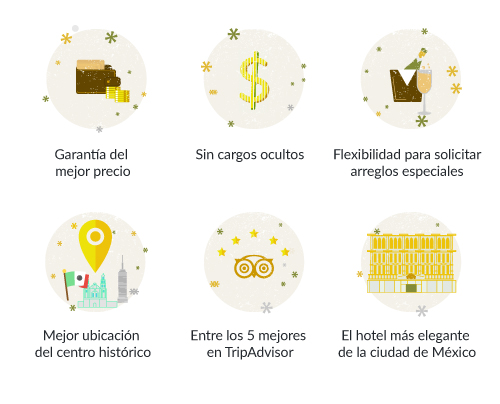 Garantía del
mejor precio
Sin cargos ocultos
Flexibilidad para solicitar
arreglos especiales
Mejor ubicación
del centro histórico
Entre los 5 mejores
en TripAdvisor
El hotel más elegante
de la ciudad de México